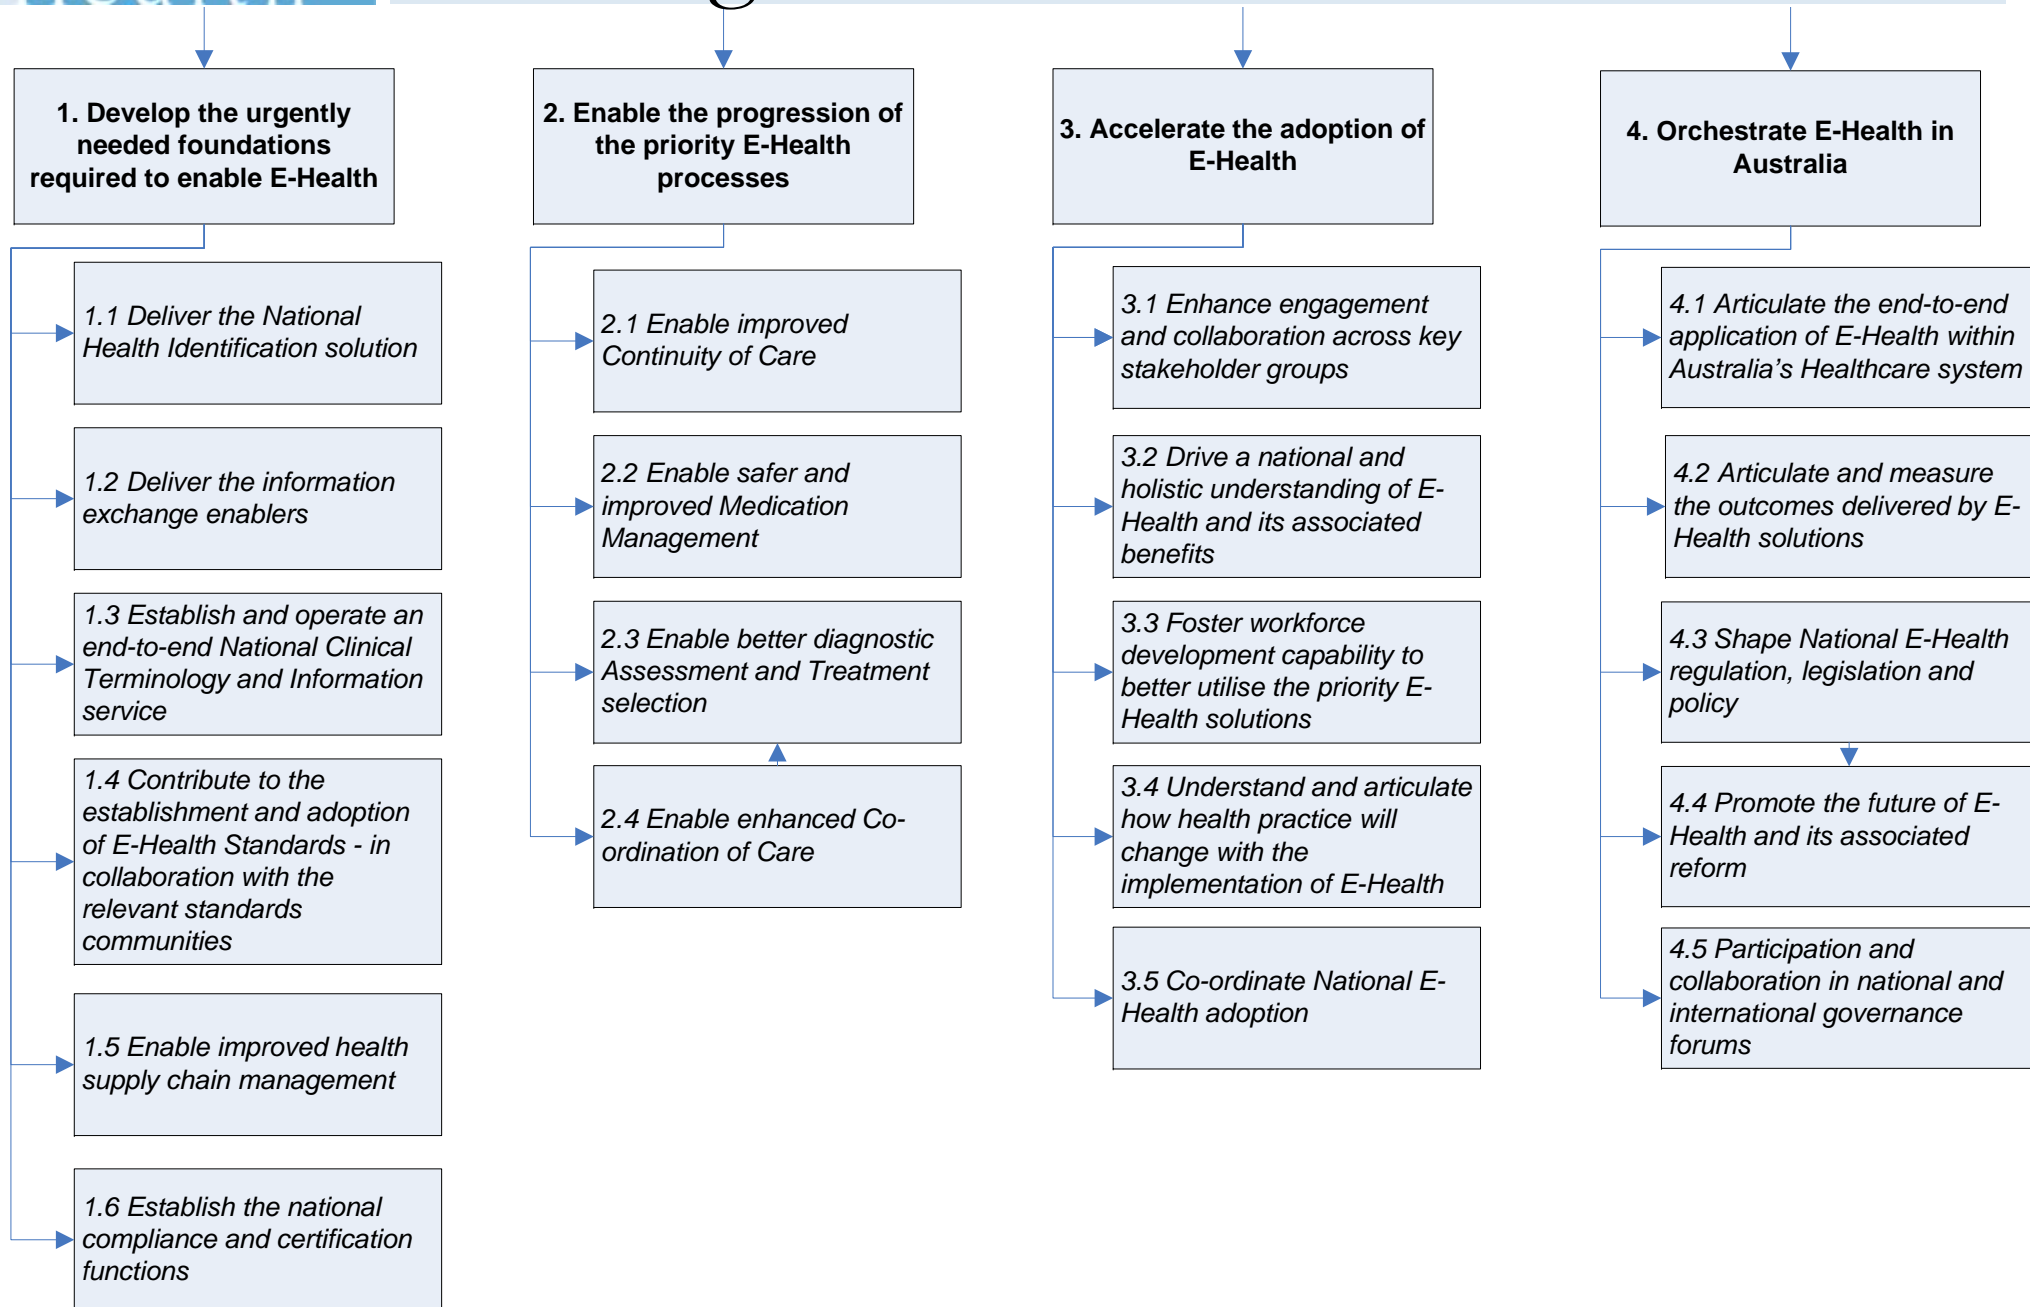 1. Develop the urgently
needed foundations
required to enable E-Health
2. Enable the progression of
the priority E-Health
processes
3. Accelerate the adoption of
E-Health
4. Orchestrate E-Health in
Australia
1.1 Deliver the National
Health Identification solution
1.2 Deliver the information
exchange enablers
1.3 Establish and operate an
end-to-end National Clinical
Terminology and Information
service
1.4 Contribute to the
establishment and adoption
of E-Health Standards - in
collaboration with the
relevant standards
communities
1.5 Enable improved health
supply chain management
1.6 Establish the national
compliance and certification
functions
2.1 Enable improved
Continuity of Care
2.2 Enable safer and
improved Medication
Management
2.3 Enable better diagnostic
Assessment and Treatment
selection
2.4 Enable enhanced Co-
ordination of Care
3.1 Enhance engagement
and collaboration across key
stakeholder groups
3.2 Drive a national and
holistic understanding of E-
Health and its associated
benefits
3.3 Foster workforce
development capability to
better utilise the priority E-
Health solutions
3.4 Understand and articulate
how health practice will
change with the
implementation of E-Health
3.5 Co-ordinate National E-
Health adoption
4.1 Articulate the end-to-end
application of E-Health within
Australia’s Healthcare system
4.2 Articulate and measure
the outcomes delivered by E-
Health solutions
4.3 Shape National E-Health
regulation, legislation and
policy
4.4 Promote the future of E-
Health and its associated
reform
4.5 Participation and
collaboration in national and
international governance
forums